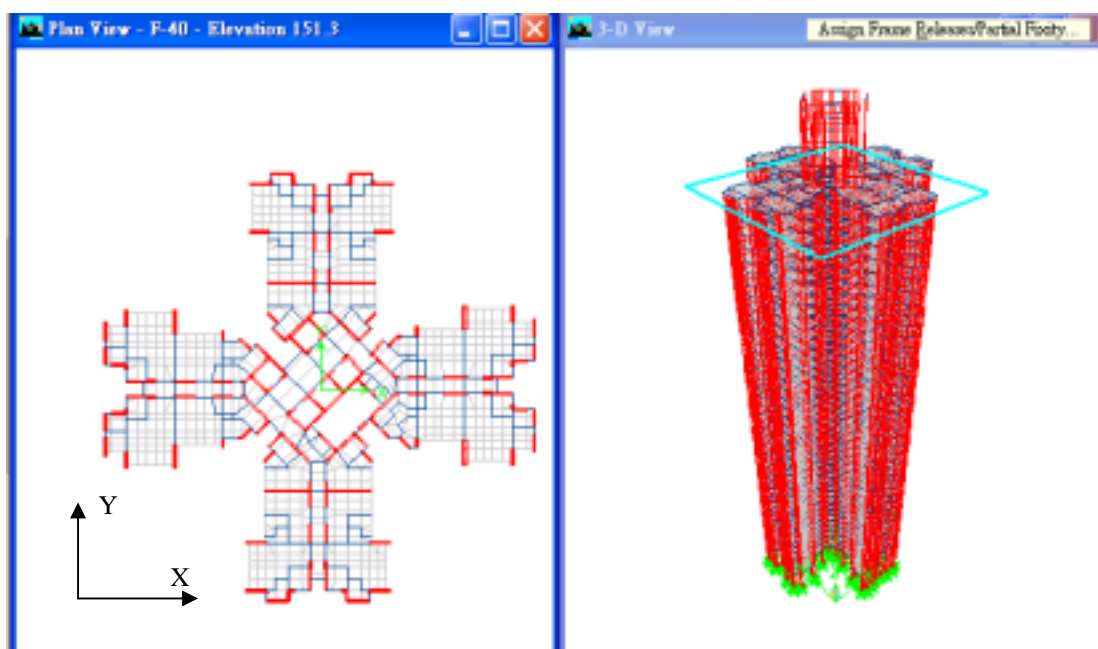 Plan View - F-40 - Elevation 151.3
3-D View
Assign Frame Releases/Partial Fixity...
Y
X